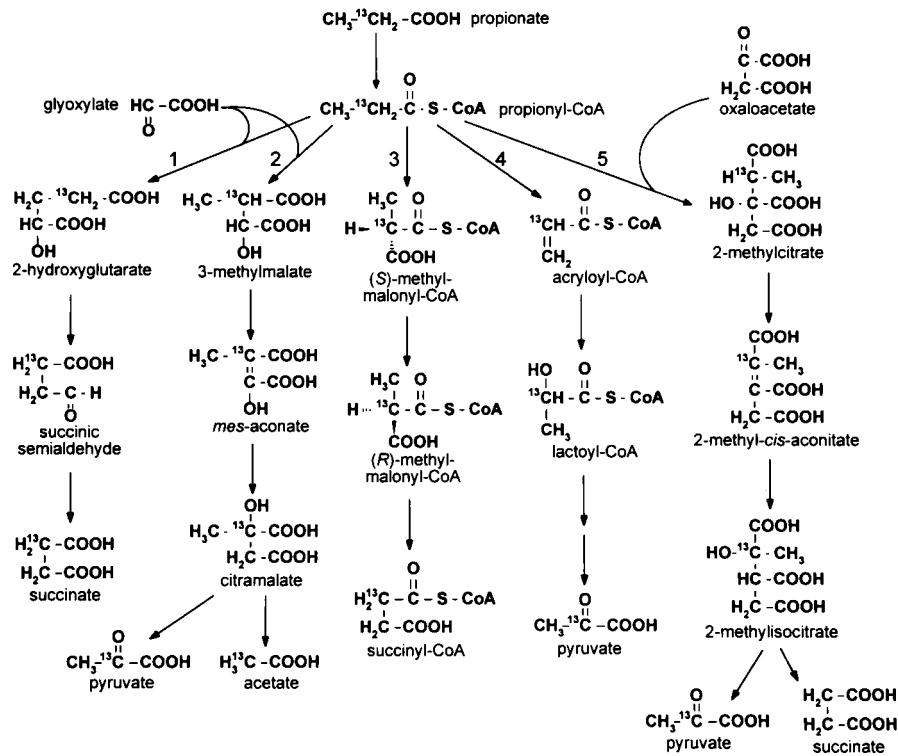 CH₃-¹³CH₂-COOH propionate
O
C-COOH
H₂C-COOH
oxaloacetate
glyoxylate HC-COOH
O
O
CH₃-¹³CH₂-C-S-CoA propionyl-CoA
1 2 3 4 5
H₂C-¹³CH₂-COOH
HC-COOH
OH
2-hydroxyglutarate
H₃C-¹³CH-COOH
HC-COOH
OH
3-methylmalate
H₃C O
H-¹³C-C-S-CoA
COOH
(S)-methyl-
malonyl-CoA
O
¹³CH-C-S-CoA
CH₂
acryloyl-CoA
COOH
H¹³C-CH₃
HO-C-COOH
H₂C-COOH
2-methylcitrate
H₂¹³C-COOH
H₂C-C-H
O
succinic
semialdehyde
H₃C-¹³C-COOH
C-COOH
OH
mes-aconate
H₃C O
H···¹³C-C-S-CoA
COOH
(R)-methyl-
malonyl-CoA
HO O
¹³CH-C-S-CoA
CH₃
lactoyl-CoA
COOH
¹³C-CH₃
C-COOH
H₂C-COOH
2-methyl-cis-aconitate
H₂¹³C-COOH
H₂C-COOH
succinate
OH
H₃C-¹³C-COOH
H₂C-COOH
citramalate
O
H₂¹³C-C-S-CoA
H₂C-COOH
succinyl-CoA
O
CH₃-¹³C-COOH
pyruvate
COOH
HO-¹³C-CH₃
HC-COOH
H₂C-COOH
2-methylisocitrate
O
CH₃-¹³C-COOH
pyruvate
H₃¹³C-COOH
acetate
O
CH₃-¹³C-COOH
pyruvate
H₂C-COOH
H₂C-COOH
succinate